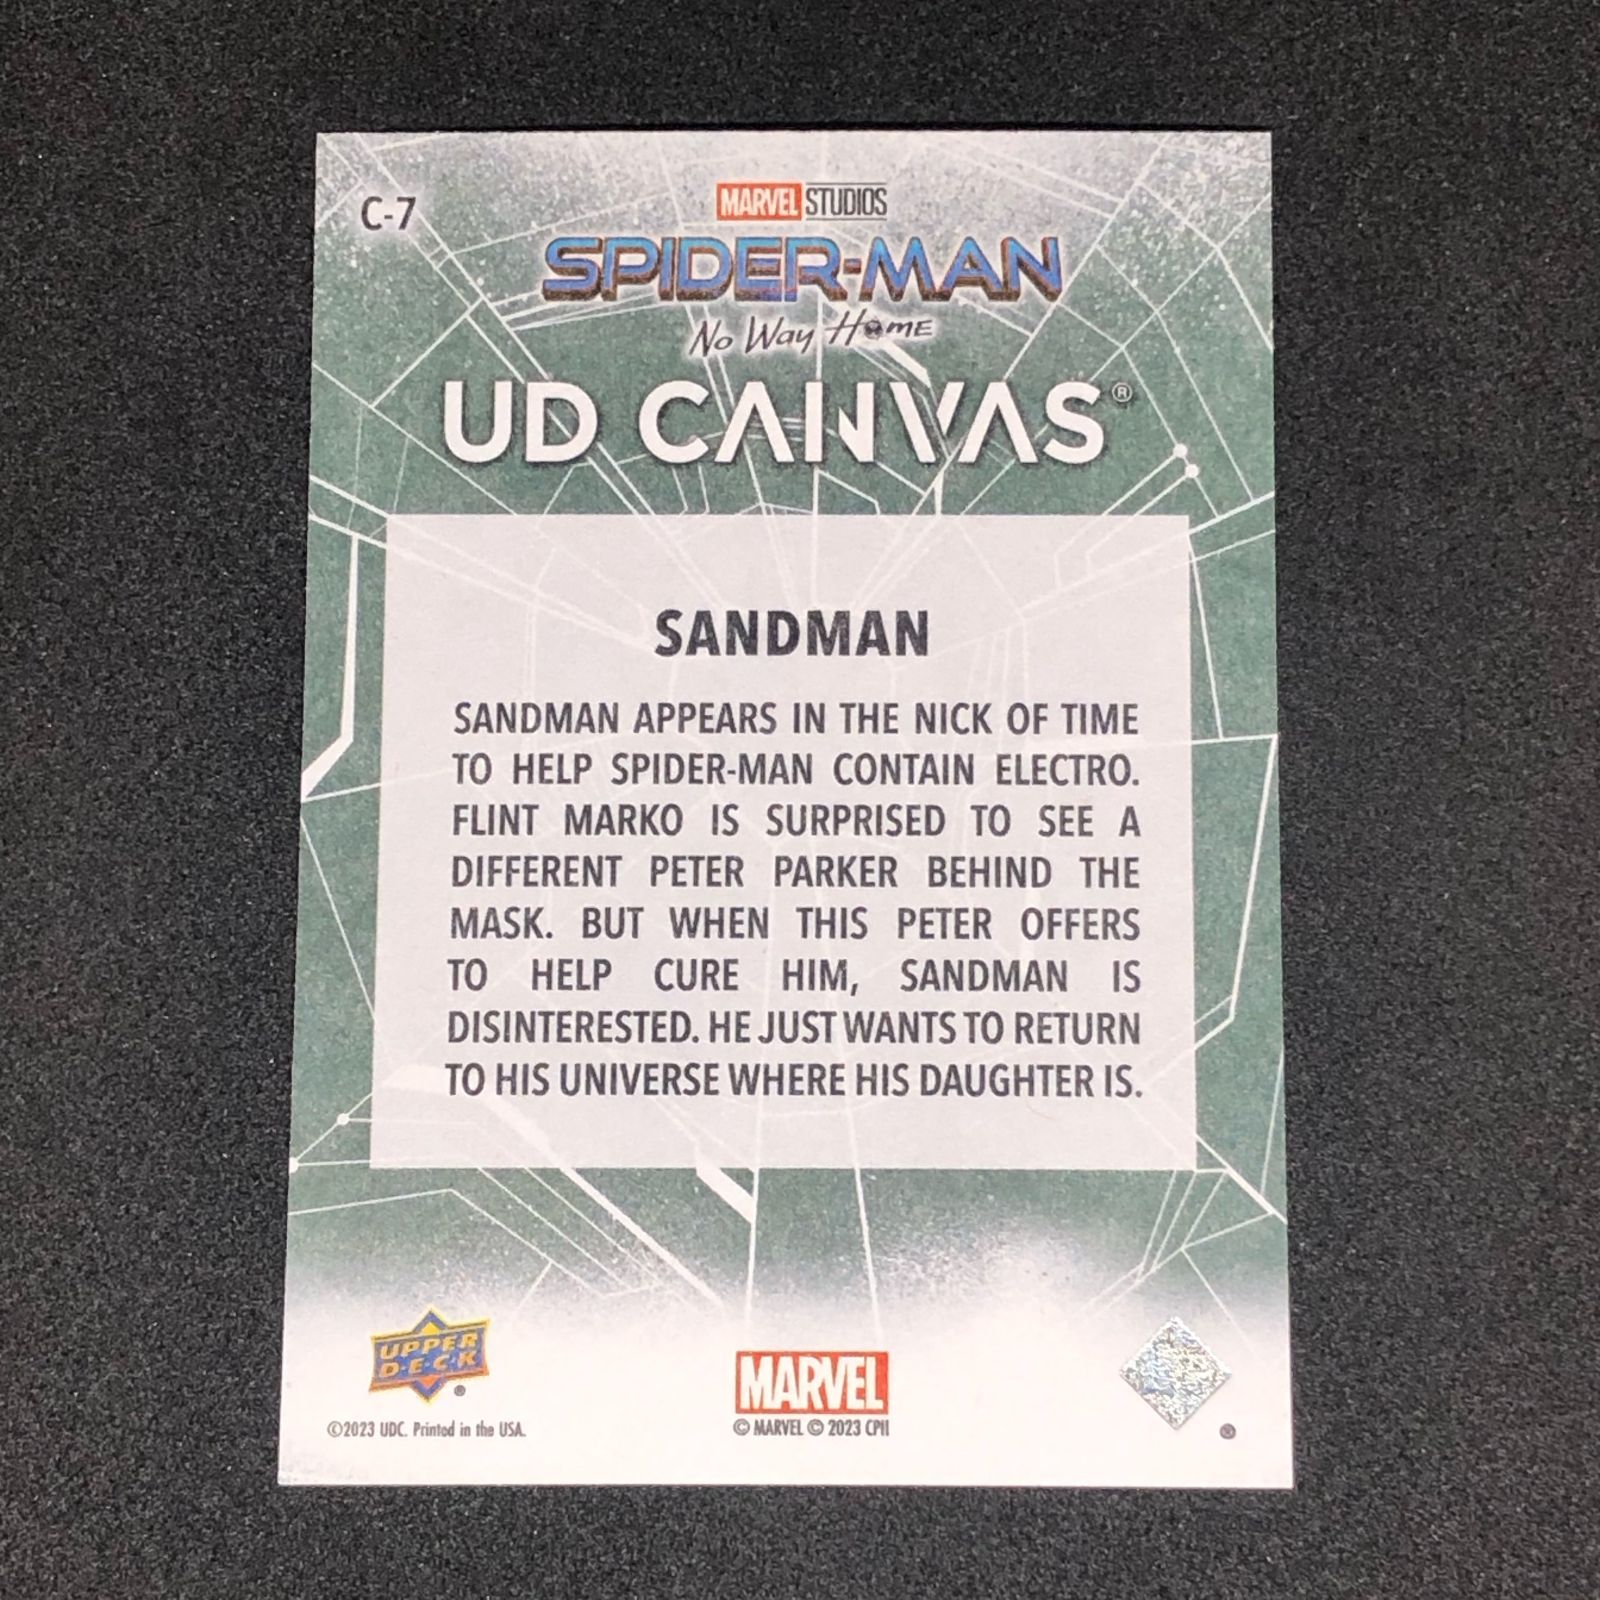 C-7
MARVEL STUDIOS
SPIDER-MAN
No Way Home
UD CANVAS®
SANDMAN
SANDMAN APPEARS IN THE NICK OF TIME
TO HELP SPIDER-MAN CONTAIN ELECTRO.
FLINT MARKO IS SURPRISED TO SEE A
DIFFERENT PETER PARKER BEHIND THE
MASK. BUT WHEN THIS PETER OFFERS
TO HELP CURE HIM, SANDMAN IS
DISINTERESTED. HE JUST WANTS TO RETURN
TO HIS UNIVERSE WHERE HIS DAUGHTER IS.
UPPER
D·E·C·K
®
MARVEL
©2023 UDC. Printed in the USA.
© MARVEL © 2023 CPII
®